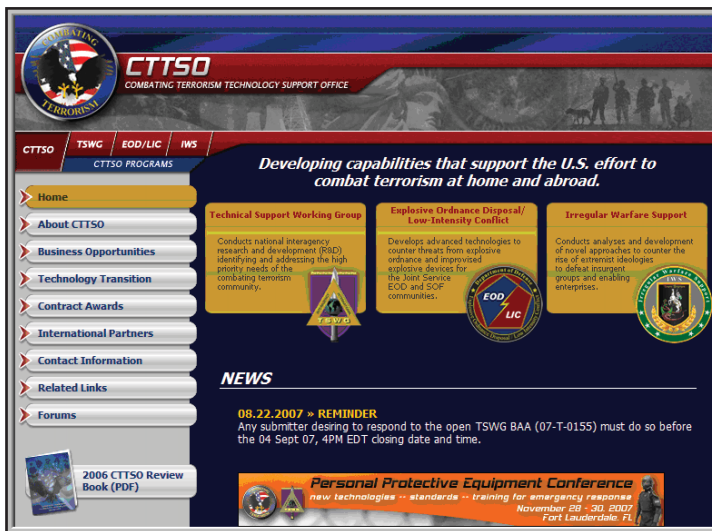 COMBATING
TERRORISM
CTTSO
COMBATING TERRORISM TECHNOLOGY SUPPORT OFFICE
CTTSO
TSWG
EOD/LIC
IWS
CTTSO PROGRAMS
Developing capabilities that support the U.S. effort to
combat terrorism at home and abroad.
Home
About CTTSO
Business Opportunities
Technology Transition
Contract Awards
International Partners
Contact Information
Related Links
Forums
2006 CTTSO Review
Book (PDF)
Technical Support Working Group
Conducts national interagency
research and development (R&D)
identifying and addressing the high
priority needs of the
combating terrorism
community.
TSWG
Explosive Ordnance Disposal/
Low-Intensity Conflict
Develops advanced technologies to
counter threats from explosive
ordnance and improvised
explosive devices for
the Joint Service
EOD and SOF
communities.
EOD
LIC
Irregular Warfare Support
Conducts analyses and development
of novel approaches to counter the
rise of extremist ideologies
to defeat insurgent
groups and enabling
enterprises.
IWS
Irregular Warfare Support
NEWS
08.22.2007 » REMINDER
Any submitter desiring to respond to the open TSWG BAA (07-T-0155) must do so before
the 04 Sept 07, 4PM EDT closing date and time.
Personal Protective Equipment Conference
new technologies -- standards -- training for emergency response
November 28 - 30, 2007
Fort Lauderdale, FL